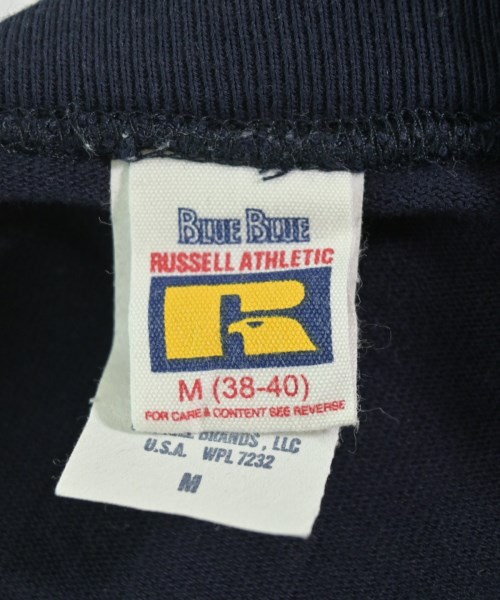 BLUE BLUE
RUSSELL ATHLETIC
R
M (38-40)
FOR CARE & CONTENT SEE REVERSE
BRANDS, LLC
U.S.A. WPL 7232
M